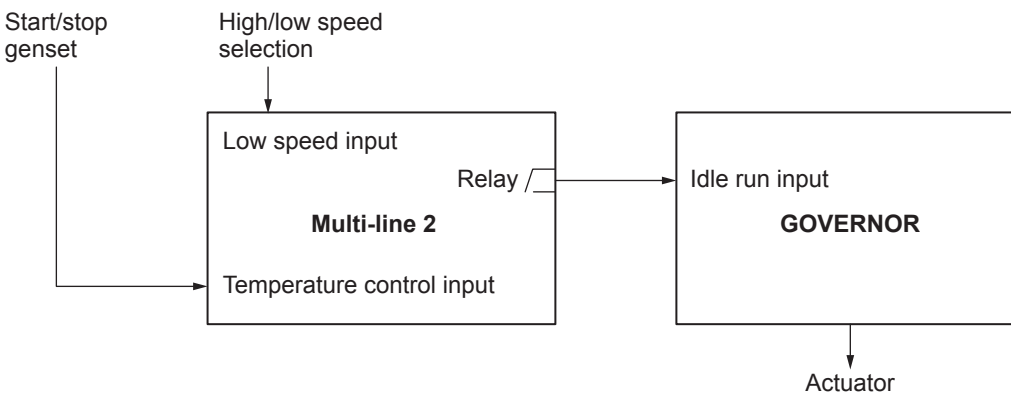 Start/stop
genset
High/low speed
selection
Low speed input
Relay
Multi-line 2
Temperature control input
Idle run input
GOVERNOR
Actuator